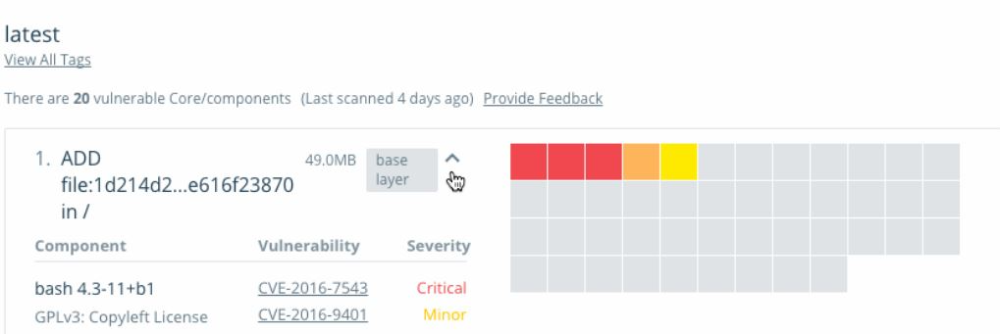 latest
View All Tags
There are 20 vulnerable Core/components (Last scanned 4 days ago) Provide Feedback
1. ADD 49.0MB base
file:1d214d2...e616f23870 layer
in /
Component Vulnerability Severity
bash 4.3-11+b1 CVE-2016-7543 Critical
GPLv3: Copyleft License CVE-2016-9401 Minor